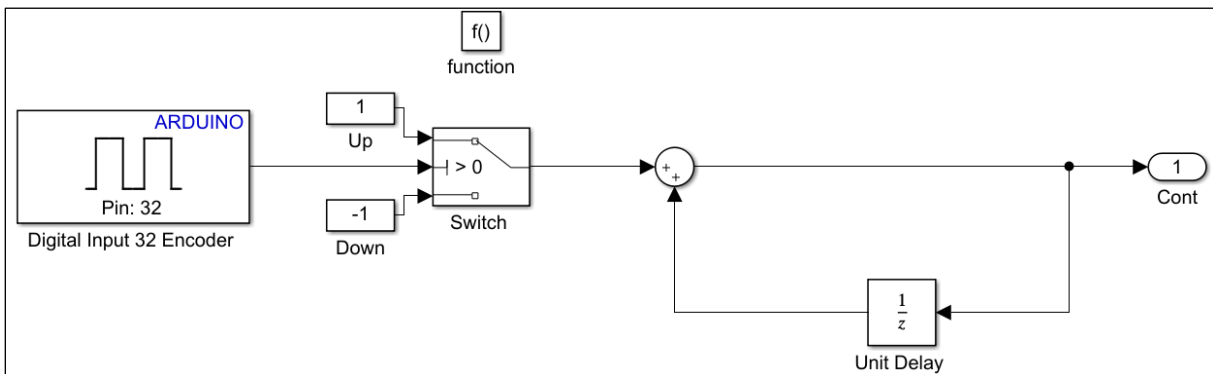 f()
function
ARDUINO
Pin: 32
Digital Input 32 Encoder
1
Up
> 0
-1
Down
Switch
+
+
1
Cont
1
z
Unit Delay